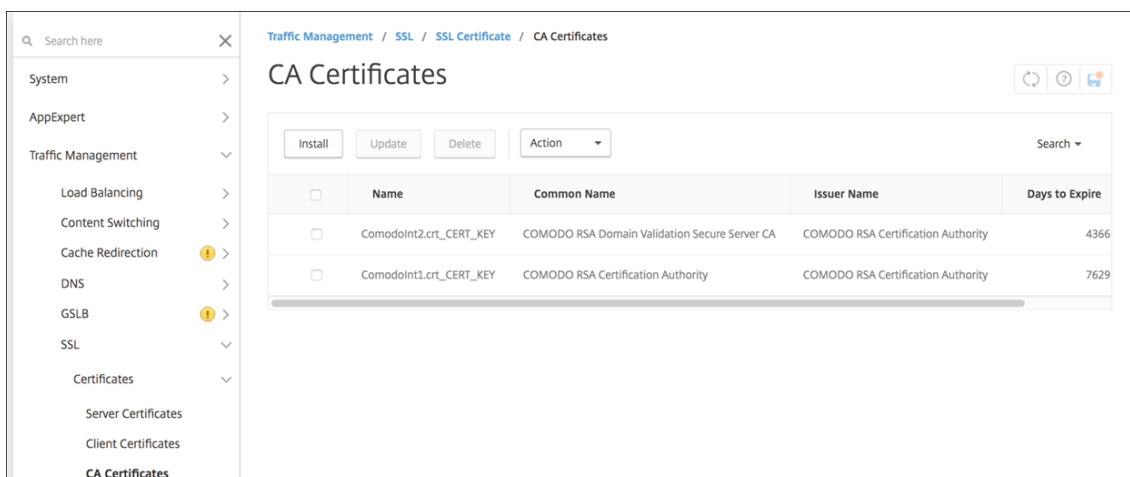 Search here
System
AppExpert
Traffic Management
Load Balancing
Content Switching
Cache Redirection
DNS
GSLB
SSL
Certificates
Server Certificates
Client Certificates
CA Certificates
Traffic Management / SSL / SSL Certificate / CA Certificates
CA Certificates
Install Update Delete Action Search
Name Common Name Issuer Name Days to Expire
ComodoInt2.crt_CERT_KEY COMODO RSA Domain Validation Secure Server CA COMODO RSA Certification Authority 4366
ComodoInt1.crt_CERT_KEY COMODO RSA Certification Authority COMODO RSA Certification Authority 7629